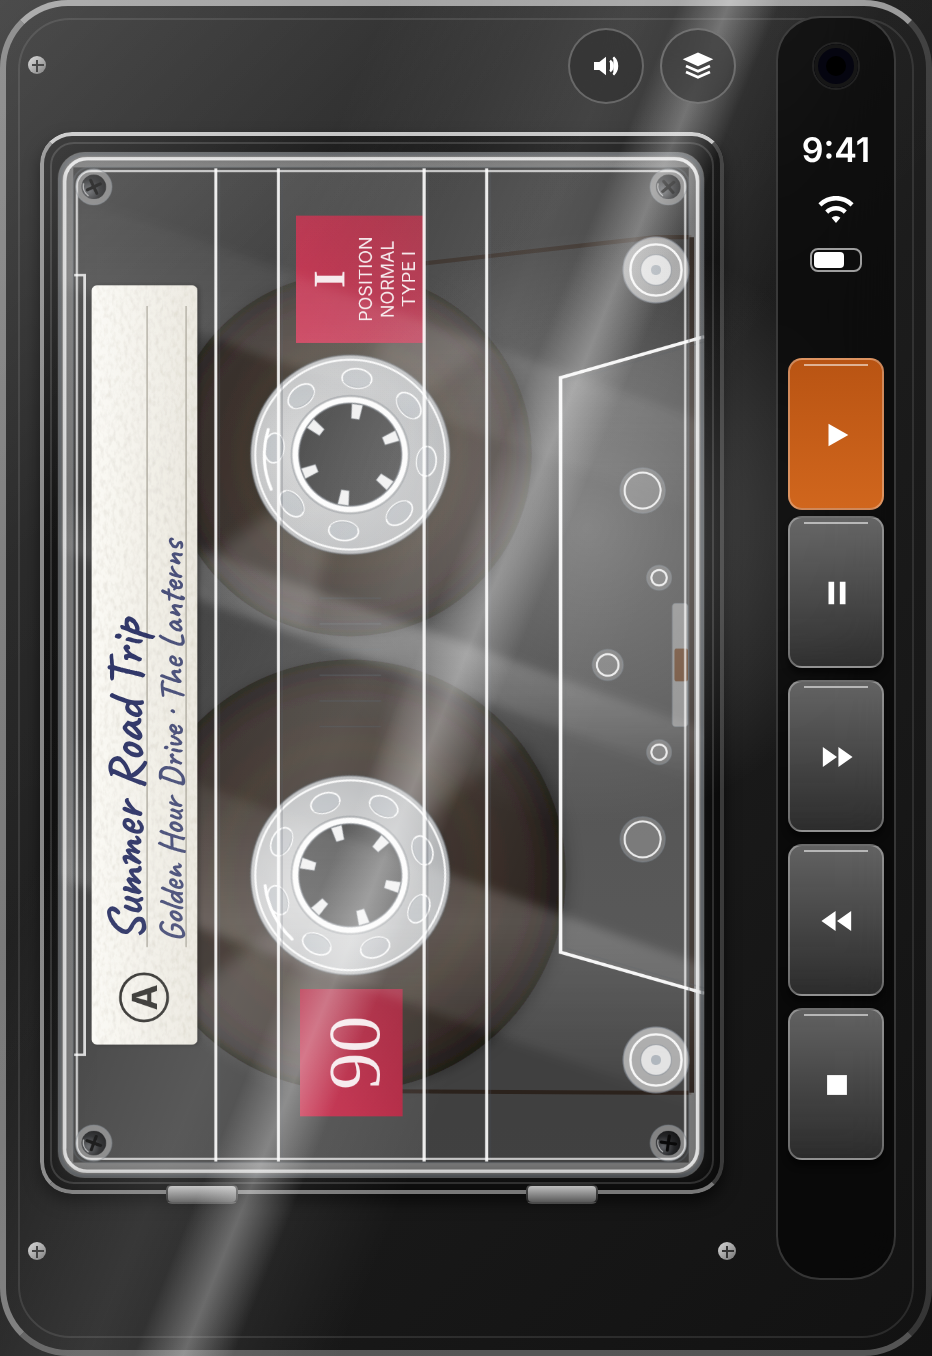 9:41
I
POSITION
NORMAL
TYPE I
Summer Road Trip
Golden Hour Drive · The Lanterns
A
90